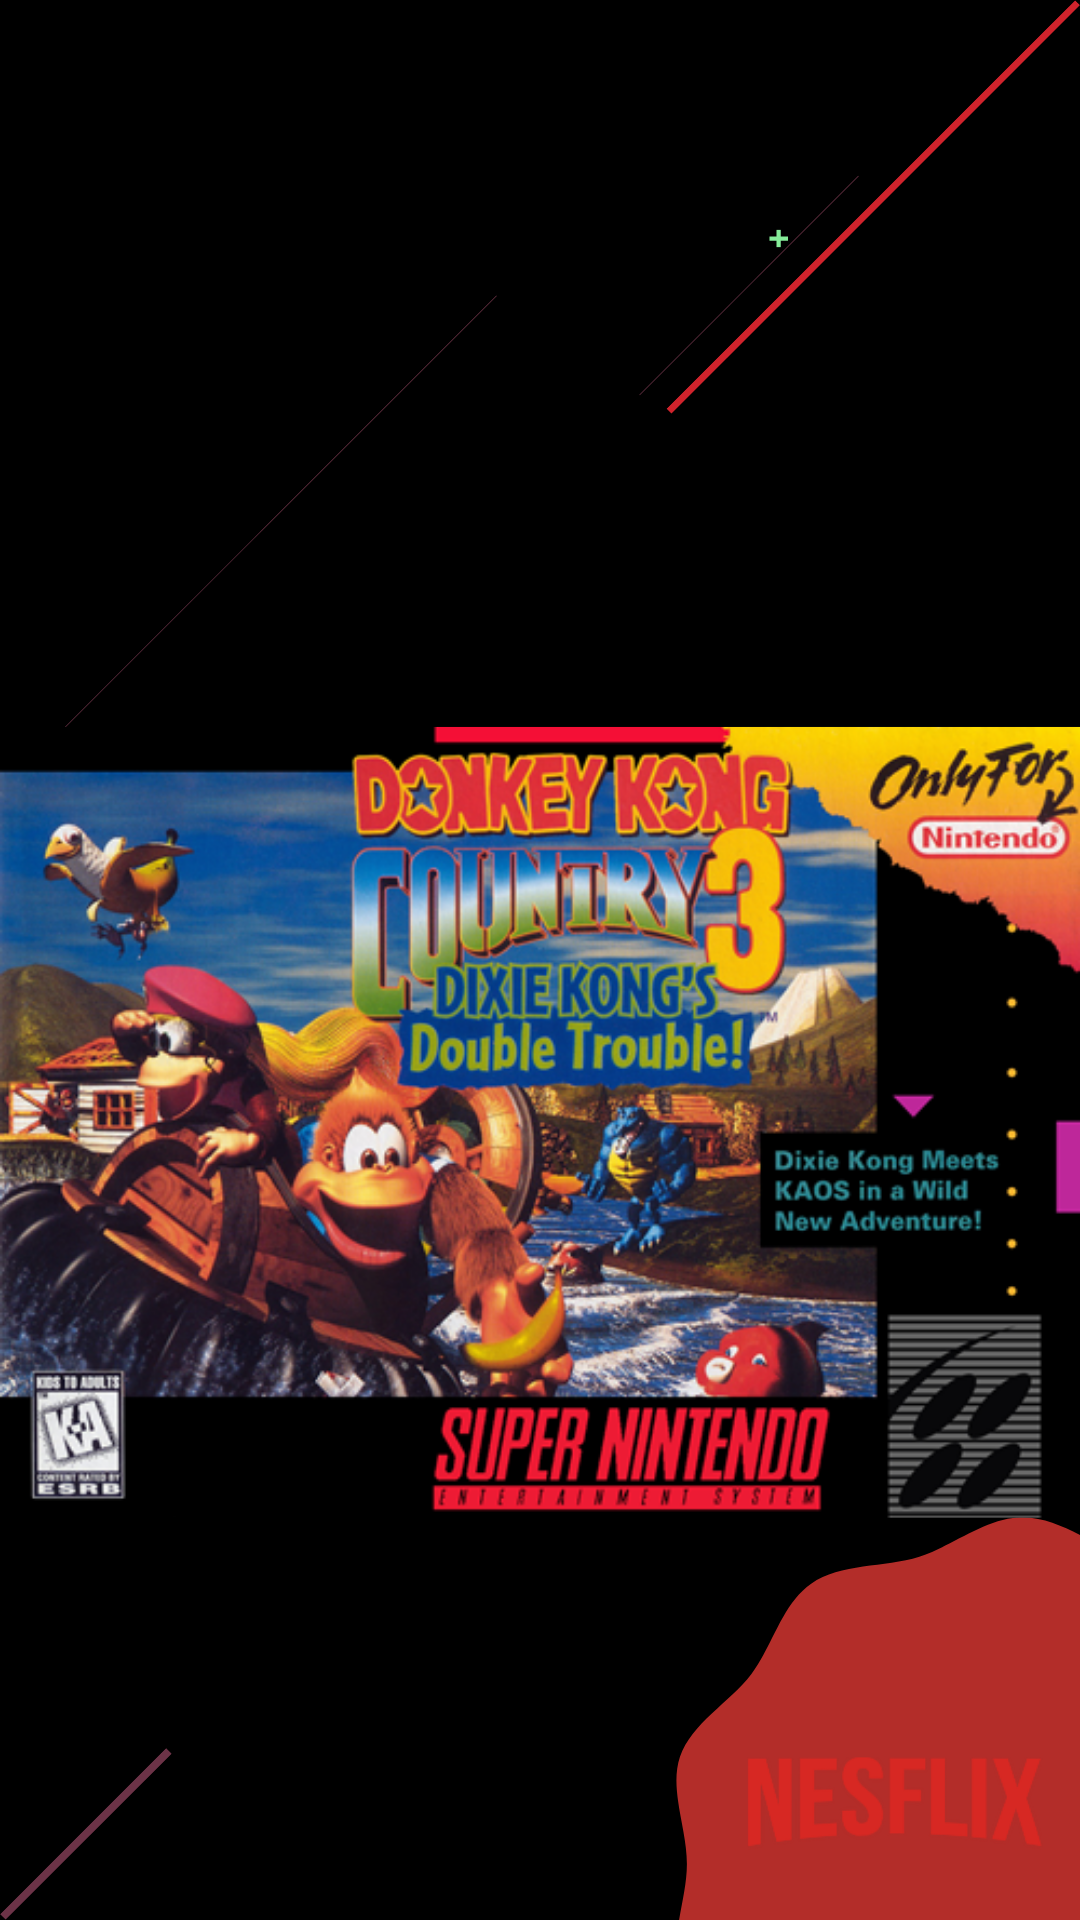 DONKEY KONG
COUNTRY 3
DIXIE KONG'S
Double Trouble!
TM
Only For
Nintendo®
Dixie Kong Meets
KAOS in a Wild
New Adventure!
KIDS TO ADULTS
K-A
CONTENT RATED BY
ESRB
SUPER NINTENDO
ENTERTAINMENT SYSTEM
NESFLIX